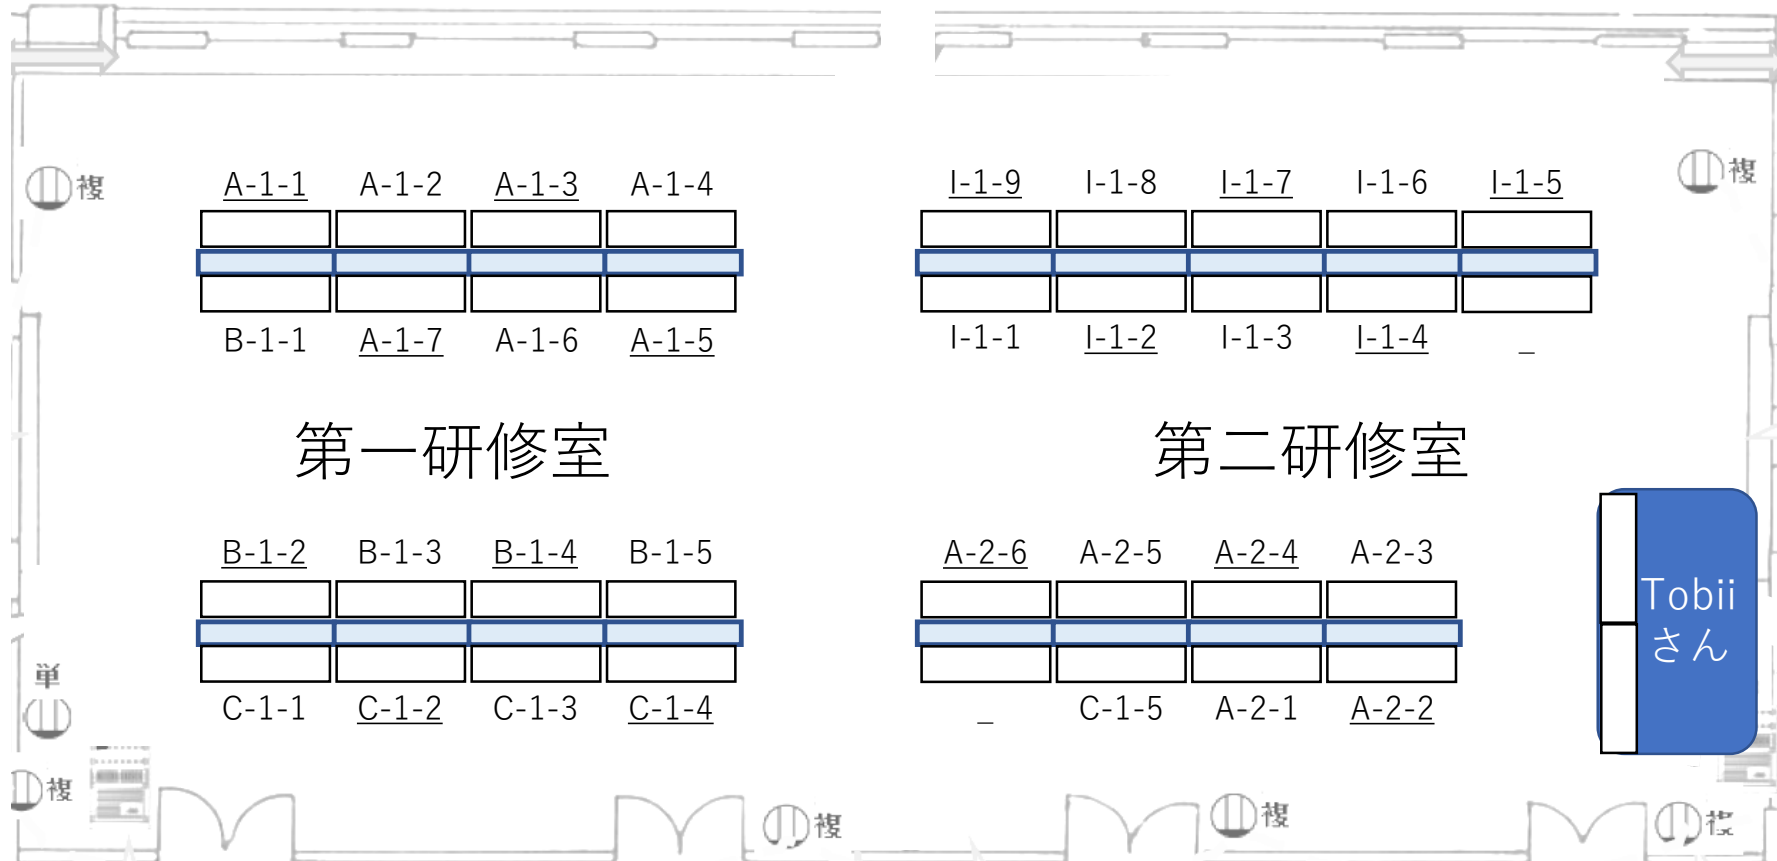 A-1-1 A-1-2 A-1-3 A-1-4
I-1-9 I-1-8 I-1-7 I-1-6 I-1-5
複
複
B-1-1 A-1-7 A-1-6 A-1-5
I-1-1 I-1-2 I-1-3 I-1-4 _
第一研修室
第二研修室
B-1-2 B-1-3 B-1-4 B-1-5
A-2-6 A-2-5 A-2-4 A-2-3
Tobii
さん
単
C-1-1 C-1-2 C-1-3 C-1-4
_ C-1-5 A-2-1 A-2-2
複
複
複
複